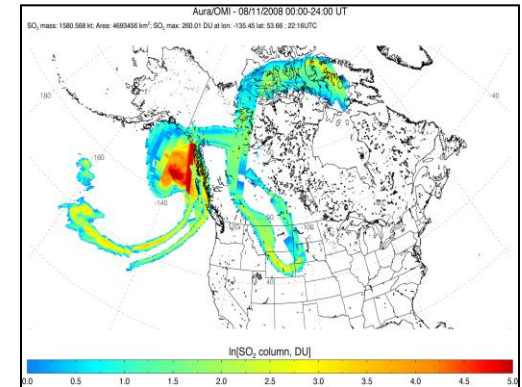 Aura/OMI - 08/11/2008 00:00-24:00 UT
SO₂ mass: 1580.568 kt; Area: 4693456 km²; SO₂ max: 260.01 DU at lon: -135.45 lat: 53.66 ; 22:16UTC
180
-40
-160
-140
40
ln[SO₂ column, DU]
0.0 0.5 1.0 1.5 2.0 2.5 3.0 3.5 4.0 4.5 5.0